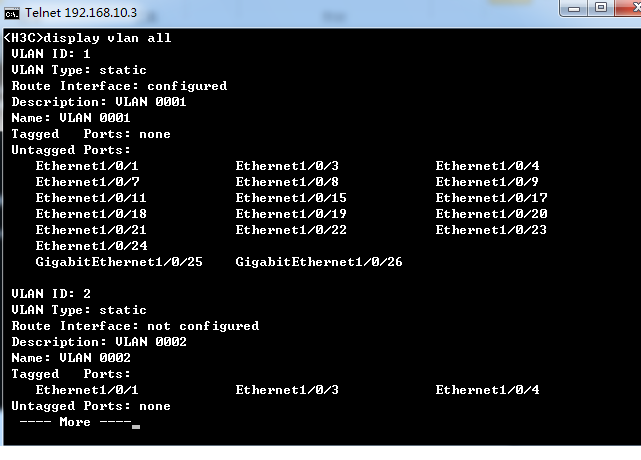 Telnet 192.168.10.3
<H3C>display vlan all
VLAN ID: 1
VLAN Type: static
Route Interface: configured
Description: VLAN 0001
Name: VLAN 0001
Tagged   Ports: none
Untagged Ports:
Ethernet1/0/1            Ethernet1/0/3            Ethernet1/0/4
Ethernet1/0/7            Ethernet1/0/8            Ethernet1/0/9
Ethernet1/0/11           Ethernet1/0/15           Ethernet1/0/17
Ethernet1/0/18           Ethernet1/0/19           Ethernet1/0/20
Ethernet1/0/21           Ethernet1/0/22           Ethernet1/0/23
Ethernet1/0/24
GigabitEthernet1/0/25    GigabitEthernet1/0/26
VLAN ID: 2
VLAN Type: static
Route Interface: not configured
Description: VLAN 0002
Name: VLAN 0002
Tagged   Ports:
Ethernet1/0/1            Ethernet1/0/3            Ethernet1/0/4
Untagged Ports: none
---- More ----